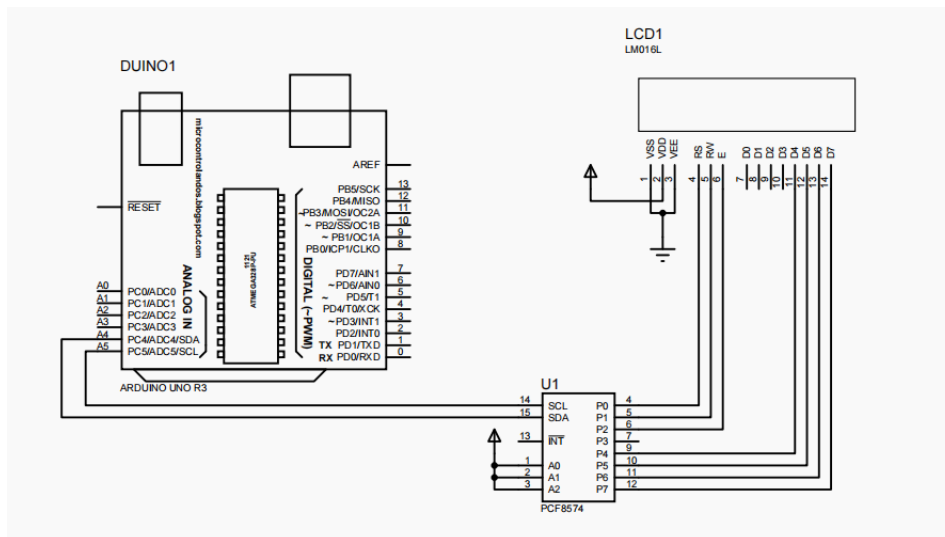 DUINO1
microcontrolandos.blogspot.com
RESET
AREF
PB5/SCK 13
PB4/MISO 12
~PB3/MOSI/OC2A 11
~ PB2/SS/OC1B 10
~ PB1/OC1A 9
PB0/ICP1/CLKO 8
1121
ATMEGA328P-PU
DIGITAL (~PWM)
PD7/AIN1 7
~PD6/AIN0 6
~ PD5/T1 5
PD4/T0/XCK 4
~PD3/INT1 3
PD2/INT0 2
TX PD1/TXD 1
RX PD0/RXD 0
ANALOG IN
A0 PC0/ADC0
A1 PC1/ADC1
A2 PC2/ADC2
A3 PC3/ADC3
A4 PC4/ADC4/SDA
A5 PC5/ADC5/SCL
ARDUINO UNO R3
LCD1
LM016L
VSS VDD VEE RS RW E D0 D1 D2 D3 D4 D5 D6 D7
1 2 3 4 5 6 7 8 9 10 11 12 13 14
U1
14 SCL P0 4
15 SDA P1 5
P2 6
13 INT P3 7
P4 9
1 A0 P5 10
2 A1 P6 11
3 A2 P7 12
PCF8574